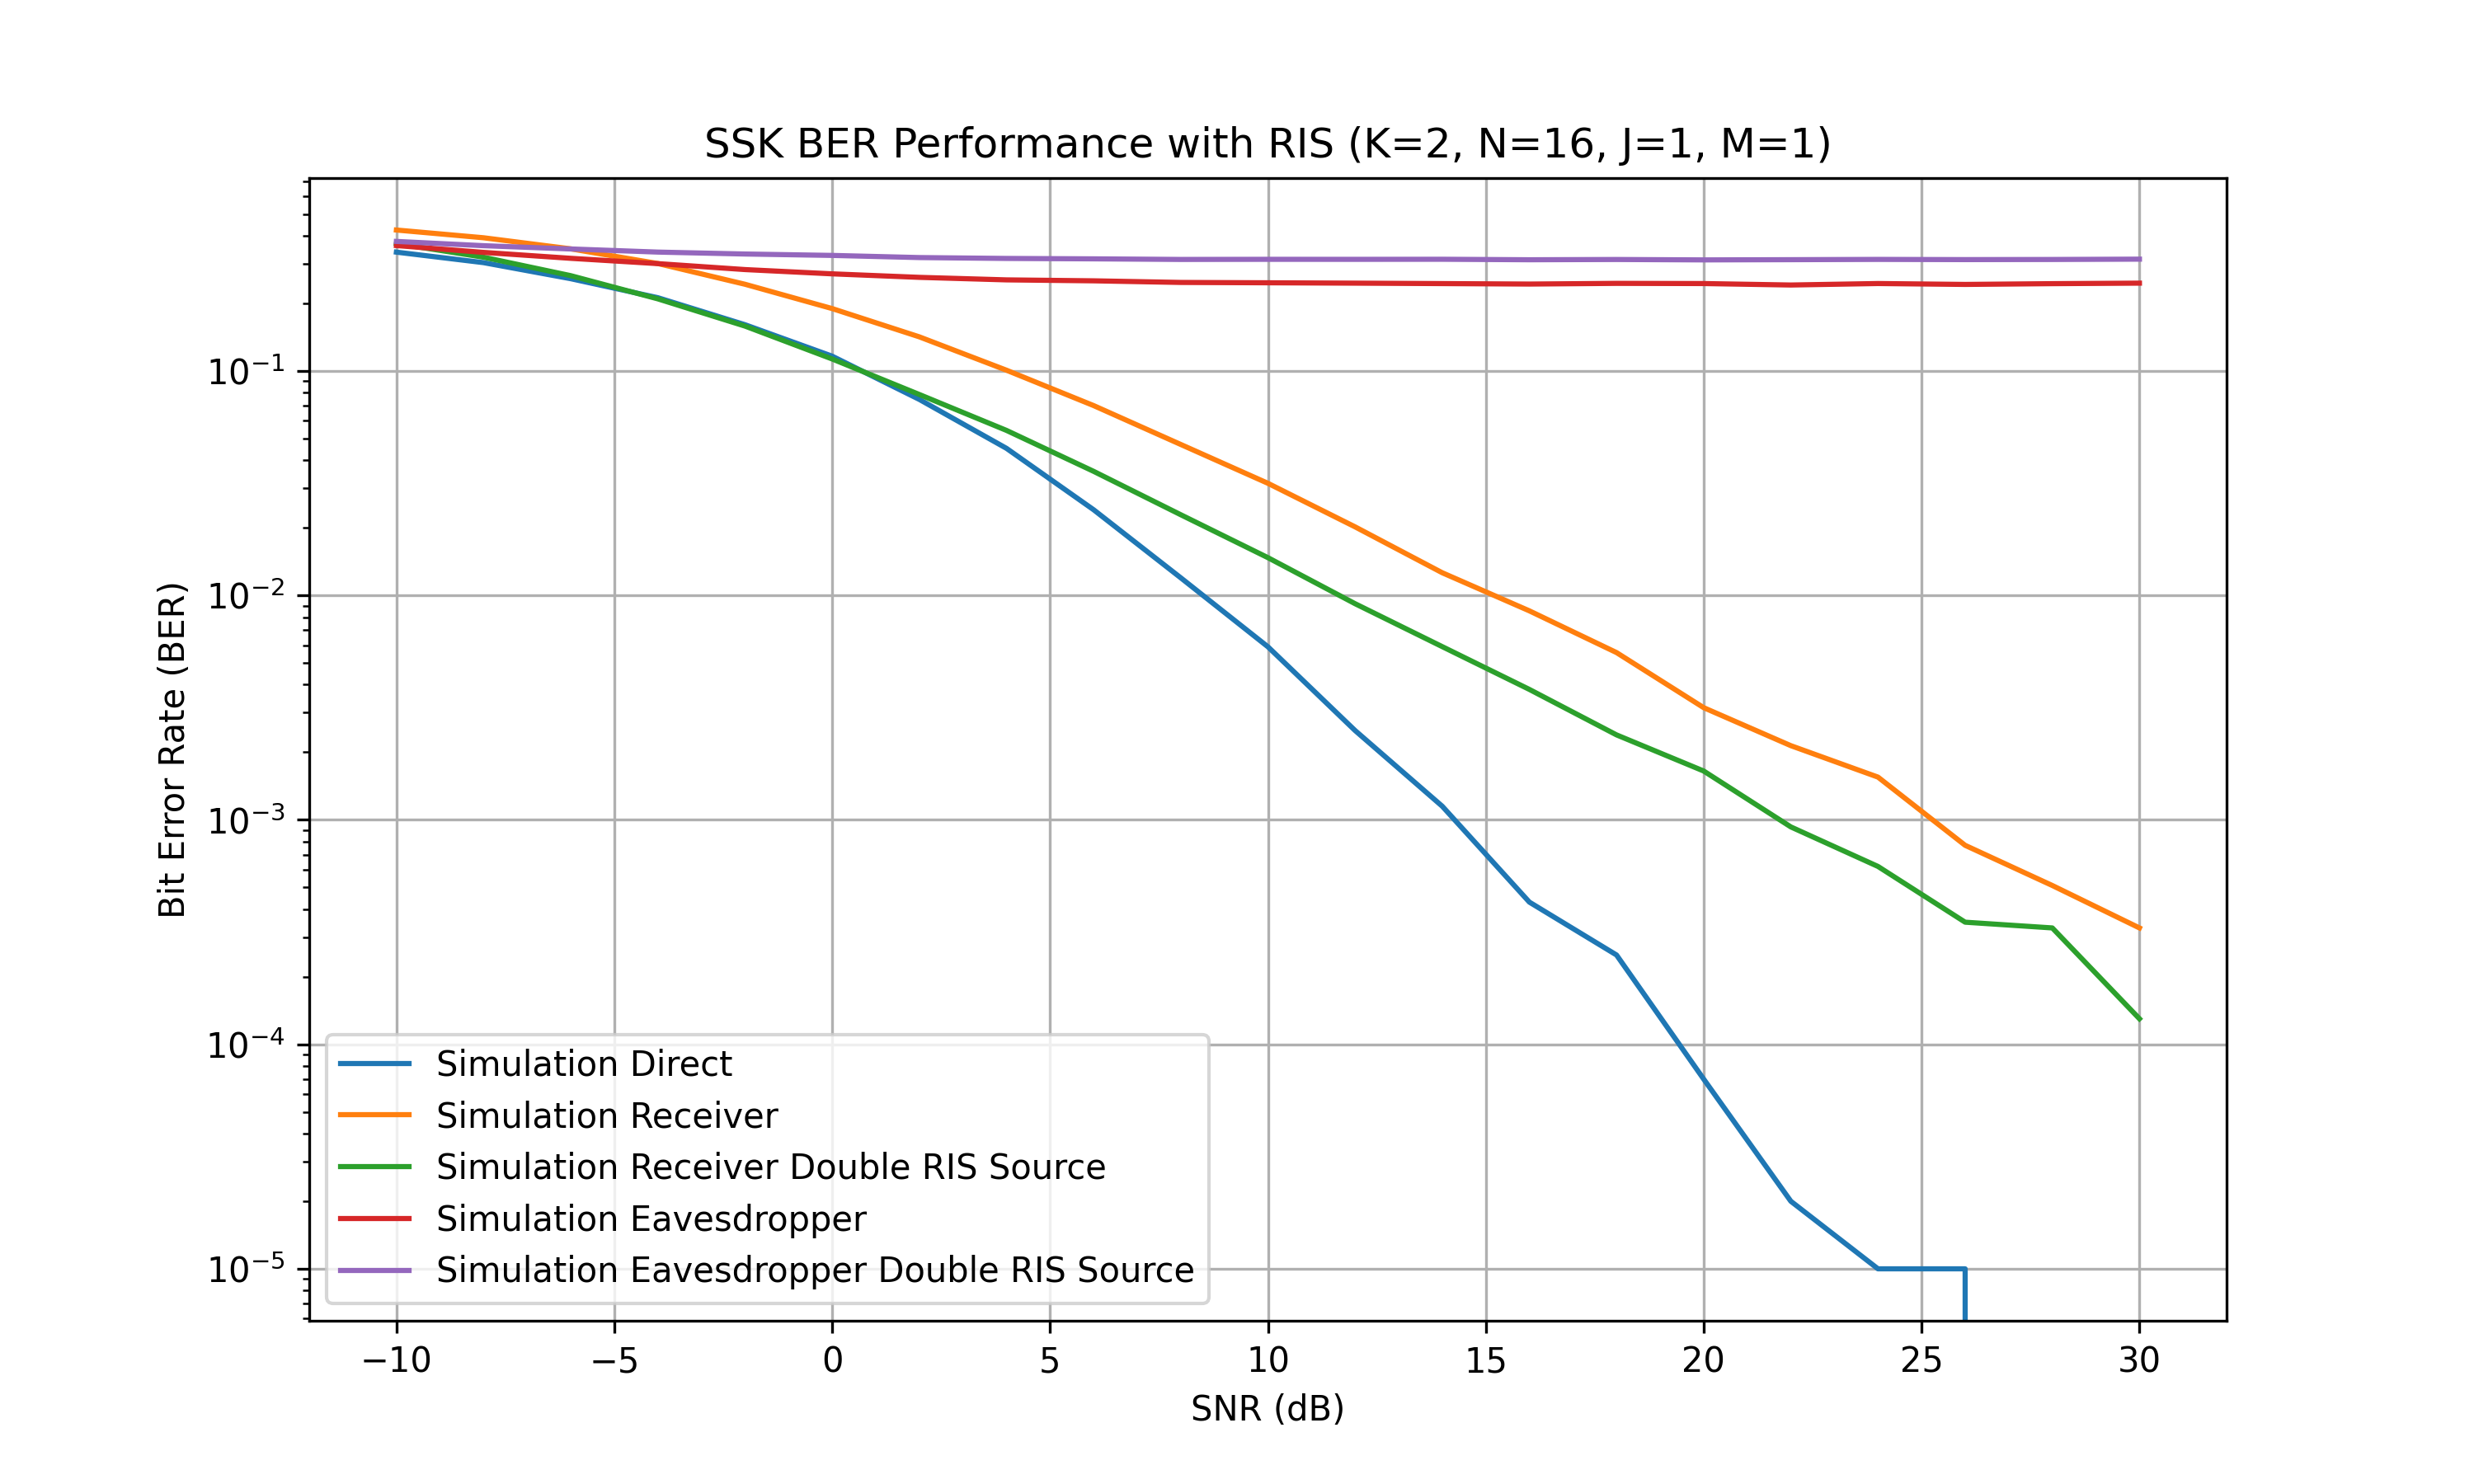 SSK BER Performance with RIS (K=2, N=16, J=1, M=1)
Bit Error Rate (BER)
10⁻¹
10⁻²
10⁻³
10⁻⁴
10⁻⁵
Simulation Direct
Simulation Receiver
Simulation Receiver Double RIS Source
Simulation Eavesdropper
Simulation Eavesdropper Double RIS Source
−10 −5 0 5 10 15 20 25 30
SNR (dB)